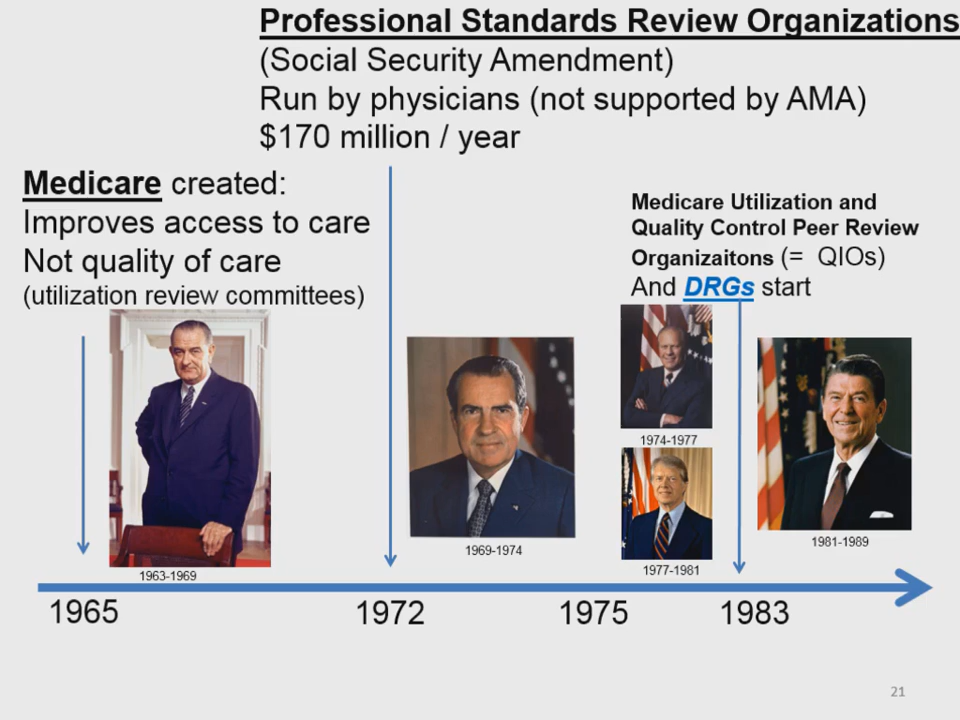 Professional Standards Review Organizations
(Social Security Amendment)
Run by physicians (not supported by AMA)
$170 million / year
Medicare created:
Improves access to care
Not quality of care
(utilization review committees)
Medicare Utilization and
Quality Control Peer Review
Organizaitons (= QIOs)
And DRGs start
1963-1969
1969-1974
1974-1977
1977-1981
1981-1989
1965
1972
1975
1983
21